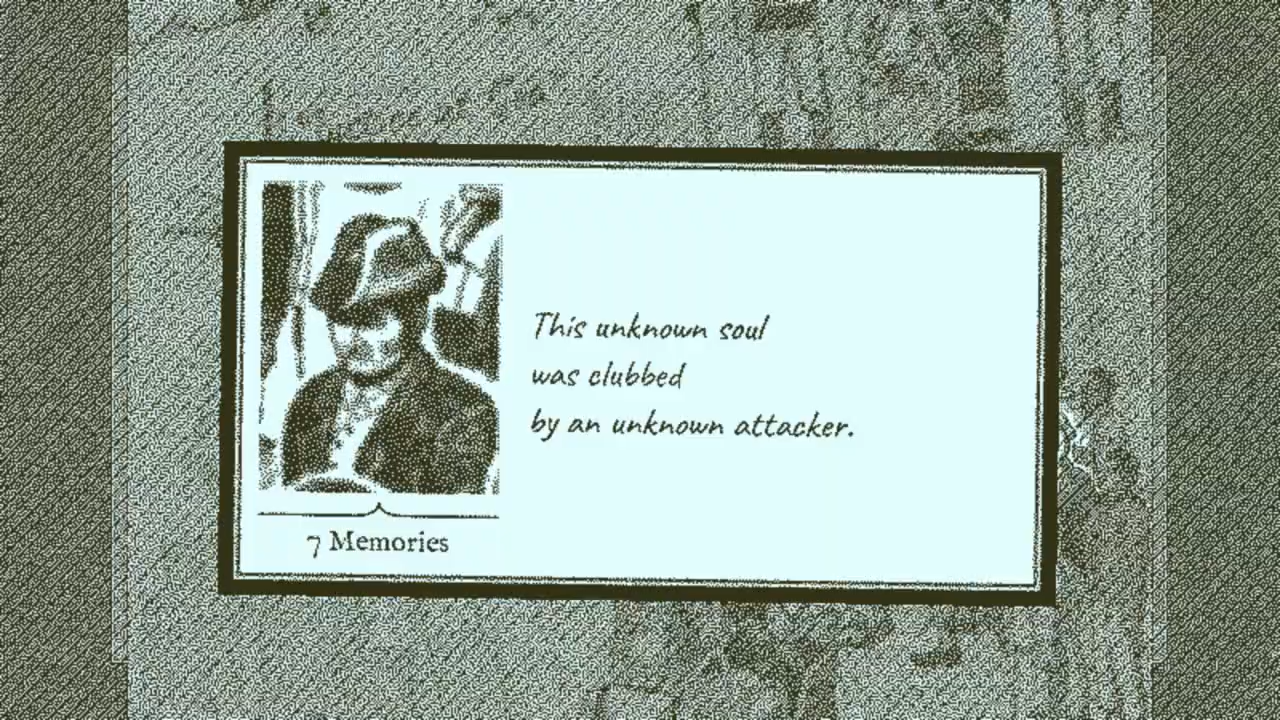 This unknown soul
was clubbed
by an unknown attacker.
7 Memories